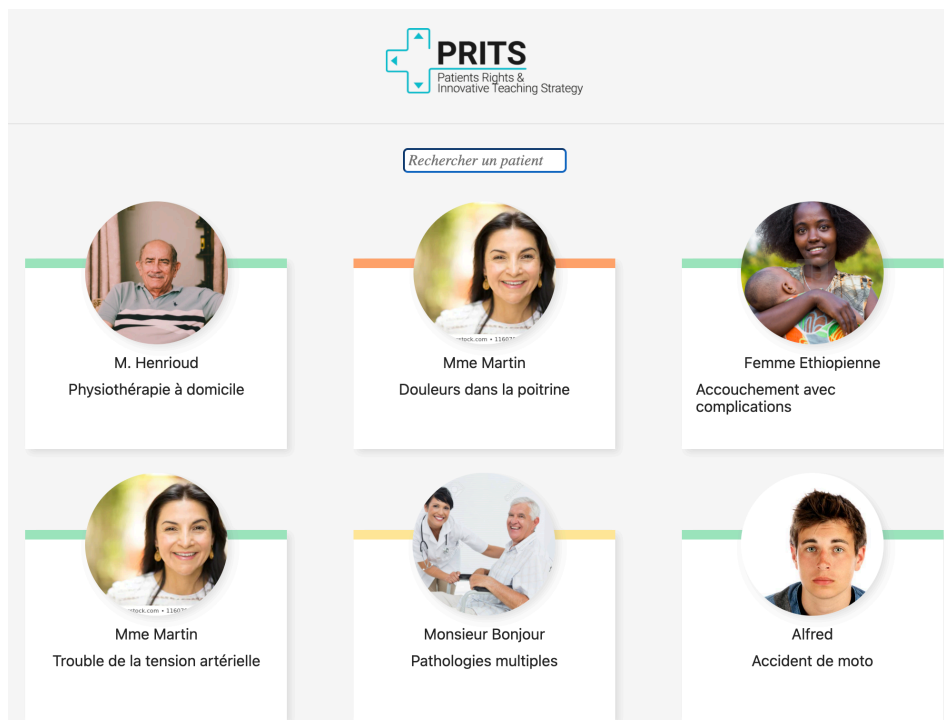 PRITS
Patients Rights &
Innovative Teaching Strategy
Rechercher un patient
M. Henrioud
Physiothérapie à domicile
Mme Martin
Douleurs dans la poitrine
Femme Ethiopienne
Accouchement avec
complications
Mme Martin
Trouble de la tension artérielle
Monsieur Bonjour
Pathologies multiples
Alfred
Accident de moto